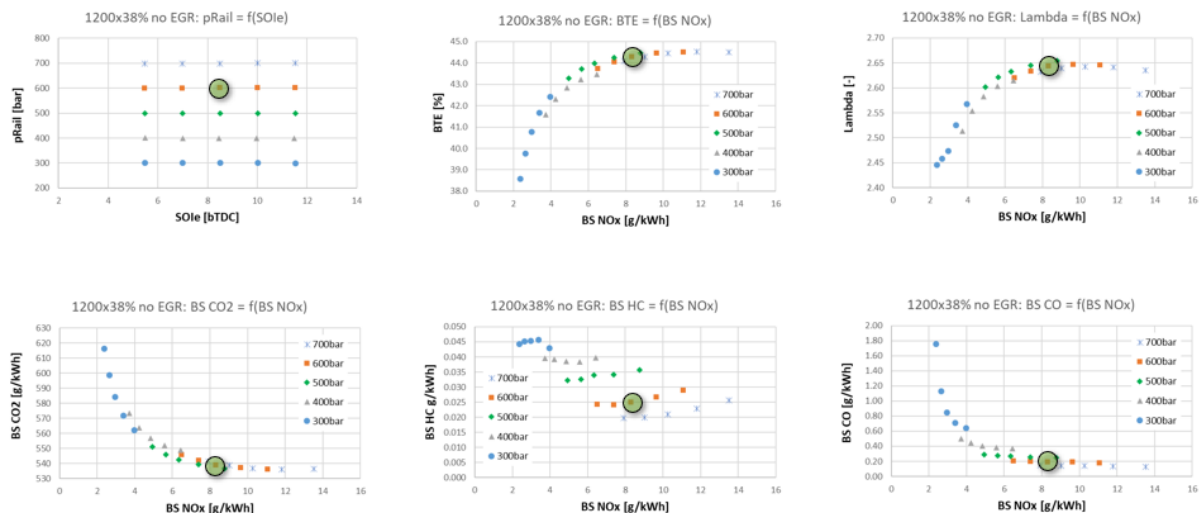 1200x38% no EGR: pRail = f(SOIe)
pRail [bar]
800
700
600
500
400
300
200
2 4 6 8 10 12 14
SOIe [bTDC]
1200x38% no EGR: BTE = f(BS NOx)
BTE [%]
45.0
44.0
43.0
42.0
41.0
40.0
39.0
38.0
700bar
600bar
500bar
400bar
300bar
0 2 4 6 8 10 12 14 16
BS NOx [g/kWh]
1200x38% no EGR: Lambda = f(BS NOx)
Lambda [-]
2.70
2.65
2.60
2.55
2.50
2.45
2.40
700bar
600bar
500bar
400bar
300bar
0 2 4 6 8 10 12 14 16
BS NOx [g/kWh]
1200x38% no EGR: BS CO2 = f(BS NOx)
BS CO2 [g/kWh]
630
620
610
600
590
580
570
560
550
540
530
700bar
600bar
500bar
400bar
300bar
0 2 4 6 8 10 12 14 16
BS NOx [g/kWh]
1200x38% no EGR: BS HC = f(BS NOx)
BS HC g/kWh]
0.050
0.045
0.040
0.035
0.030
0.025
0.020
0.015
0.010
0.005
0.000
700bar
600bar
500bar
400bar
300bar
0 2 4 6 8 10 12 14 16
BS NOx [g/kWh]
1200x38% no EGR: BS CO = f(BS NOx)
BS CO [g/kWh]
2.00
1.80
1.60
1.40
1.20
1.00
0.80
0.60
0.40
0.20
0.00
700bar
600bar
500bar
400bar
300bar
0 2 4 6 8 10 12 14 16
BS NOx [g/kWh]